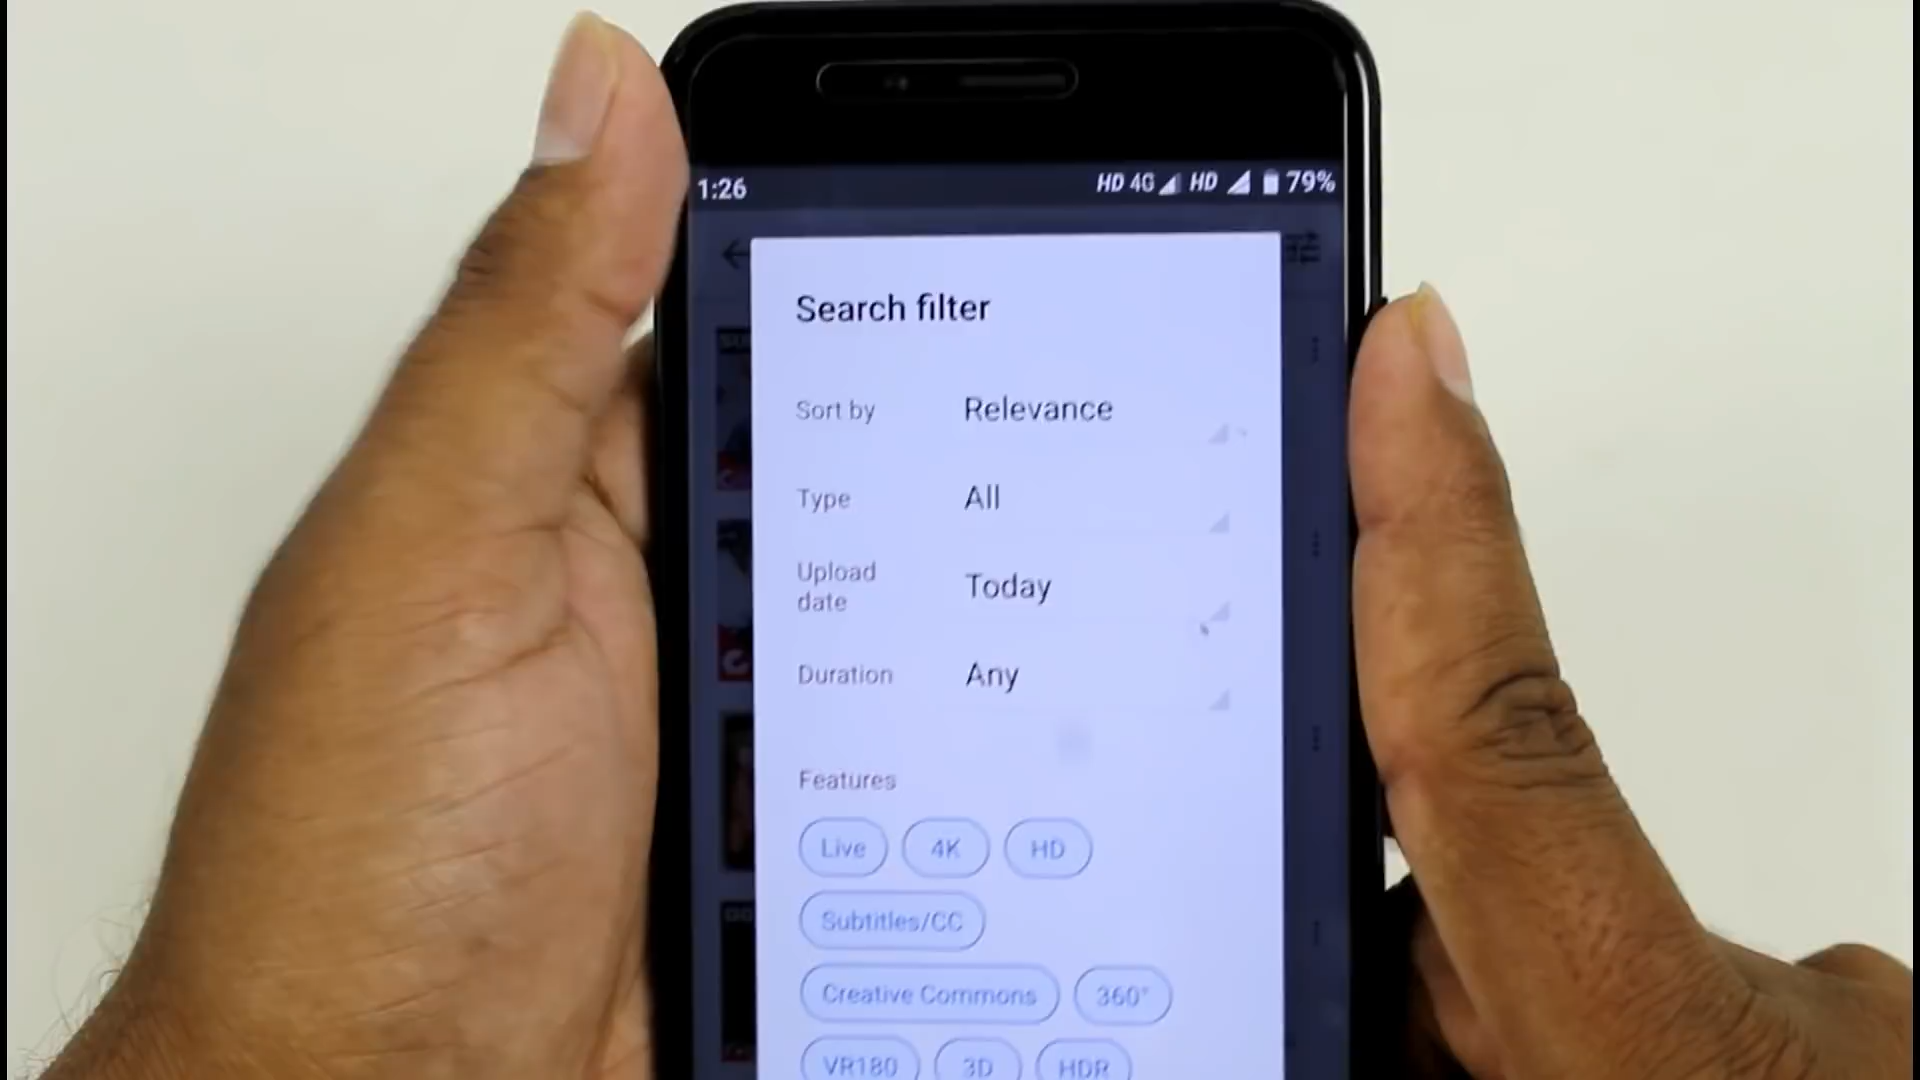 1:26 HD 4G HD 79%
Search filter
Sort by Relevance
Type All
Upload date Today
Duration Any
Features
Live 4K HD
Subtitles/CC
Creative Commons 360°
VR180 3D HDR